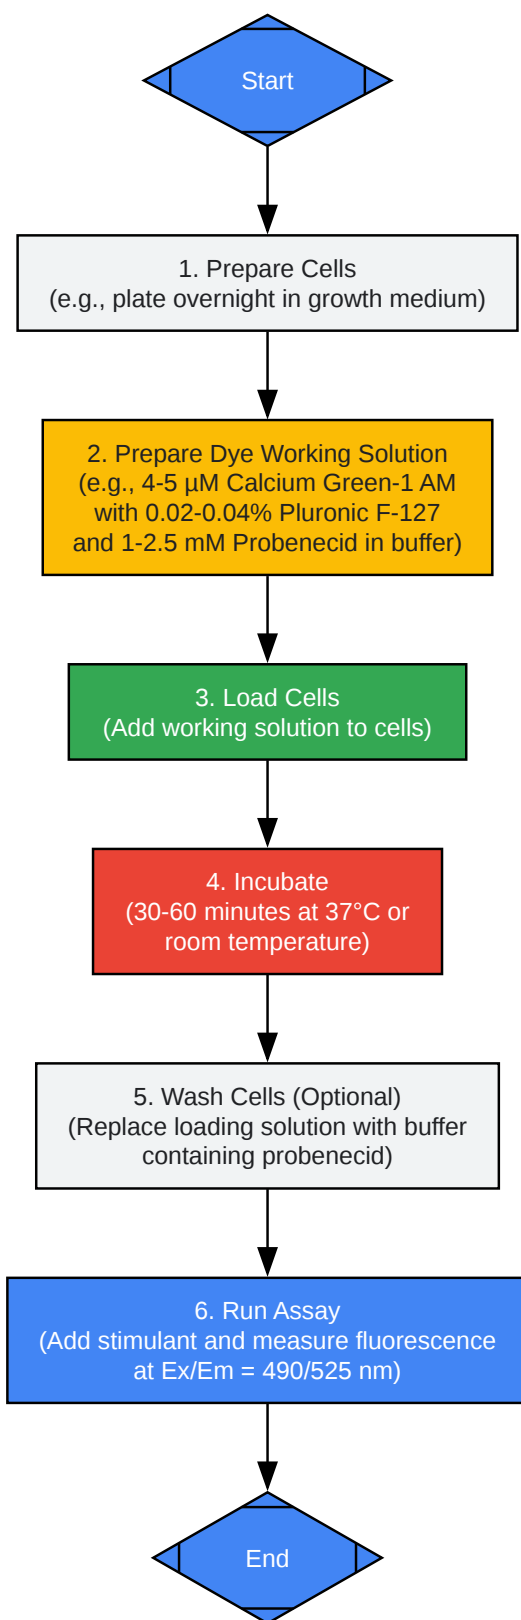 Start
1. Prepare Cells
(e.g., plate overnight in growth medium)
2. Prepare Dye Working Solution
(e.g., 4-5 µM Calcium Green-1 AM
with 0.02-0.04% Pluronic F-127
and 1-2.5 mM Probenecid in buffer)
3. Load Cells
(Add working solution to cells)
4. Incubate
(30-60 minutes at 37°C or
room temperature)
5. Wash Cells (Optional)
(Replace loading solution with buffer
containing probenecid)
6. Run Assay
(Add stimulant and measure fluorescence
at Ex/Em = 490/525 nm)
End